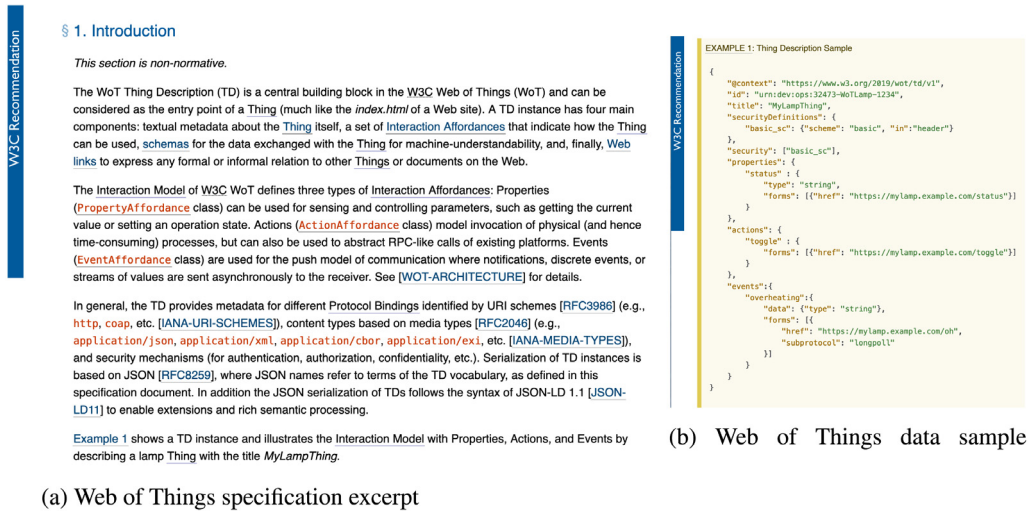 W3C Recommendation
§ 1. Introduction
This section is non-normative.
The WoT Thing Description (TD) is a central building block in the W3C Web of Things (WoT) and can be
considered as the entry point of a Thing (much like the index.html of a Web site). A TD instance has four main
components: textual metadata about the Thing itself, a set of Interaction Affordances that indicate how the Thing
can be used, schemas for the data exchanged with the Thing for machine-understandability, and, finally, Web
links to express any formal or informal relation to other Things or documents on the Web.
The Interaction Model of W3C WoT defines three types of Interaction Affordances: Properties
(PropertyAffordance class) can be used for sensing and controlling parameters, such as getting the current
value or setting an operation state. Actions (ActionAffordance class) model invocation of physical (and hence
time-consuming) processes, but can also be used to abstract RPC-like calls of existing platforms. Events
(EventAffordance class) are used for the push model of communication where notifications, discrete events, or
streams of values are sent asynchronously to the receiver. See [WOT-ARCHITECTURE] for details.
In general, the TD provides metadata for different Protocol Bindings identified by URI schemes [RFC3986] (e.g.,
http, coap, etc. [IANA-URI-SCHEMES]), content types based on media types [RFC2046] (e.g.,
application/json, application/xml, application/cbor, application/exi, etc. [IANA-MEDIA-TYPES]),
and security mechanisms (for authentication, authorization, confidentiality, etc.). Serialization of TD instances is
based on JSON [RFC8259], where JSON names refer to terms of the TD vocabulary, as defined in this
specification document. In addition the JSON serialization of TDs follows the syntax of JSON-LD 1.1 [JSON-
LD11] to enable extensions and rich semantic processing.
Example 1 shows a TD instance and illustrates the Interaction Model with Properties, Actions, and Events by
describing a lamp Thing with the title MyLampThing.
(a) Web of Things specification excerpt
W3C Recommendation
EXAMPLE 1: Thing Description Sample
{
"@context": "https://www.w3.org/2019/wot/td/v1",
"id": "urn:dev:ops:32473-WoTLamp-1234",
"title": "MyLampThing",
"securityDefinitions": {
"basic_sc": {"scheme": "basic", "in":"header"}
},
"security": ["basic_sc"],
"properties": {
"status" : {
"type": "string",
"forms": [{"href": "https://mylamp.example.com/status"}]
}
},
"actions": {
"toggle" : {
"forms": [{"href": "https://mylamp.example.com/toggle"}]
}
},
"events":{
"overheating":{
"data": {"type": "string"},
"forms": [{
"href": "https://mylamp.example.com/oh",
"subprotocol": "longpoll"
}]
}
}
}
(b) Web of Things data sample